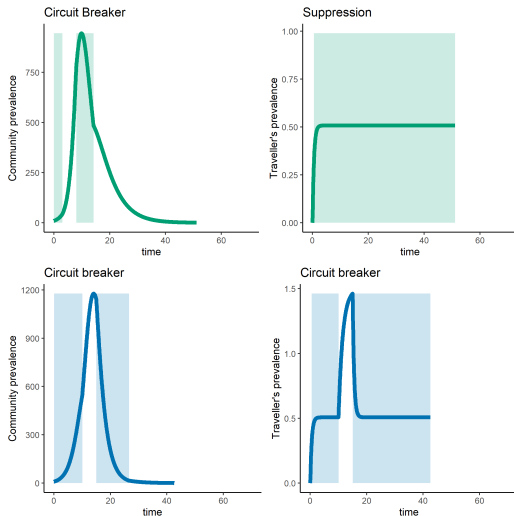 Circuit Breaker
Community prevalence
750
500
250
0
0 20 40 60
time
Suppression
Traveller's prevalence
1.00
0.75
0.50
0.25
0.00
0 20 40 60
time
Circuit breaker
Community prevalence
1200
900
600
300
0
0 20 40 60
time
Circuit breaker
Traveller's prevalence
1.5
1.0
0.5
0.0
0 20 40 60
time